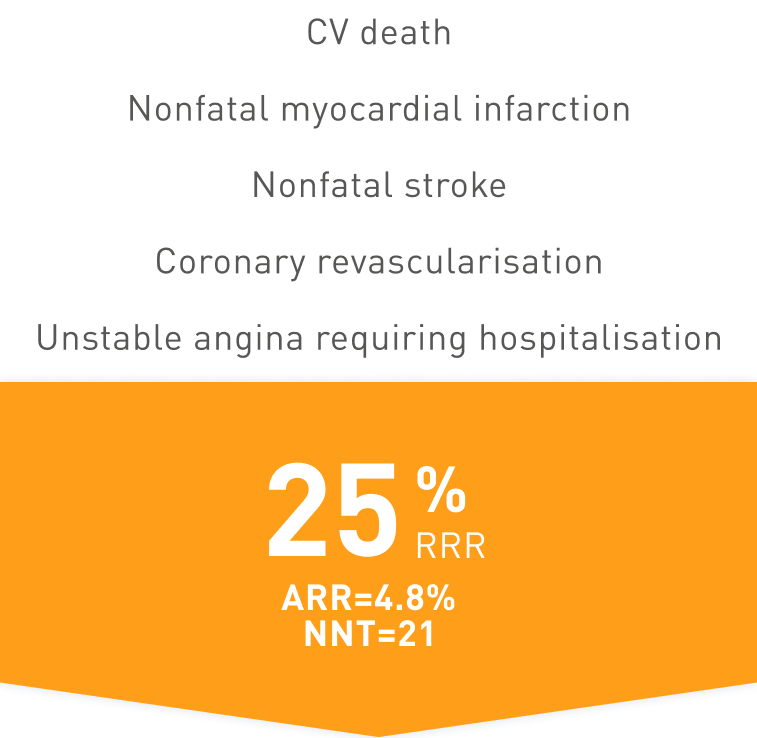 CV death
Nonfatal myocardial infarction
Nonfatal stroke
Coronary revascularisation
Unstable angina requiring hospitalisation
25%
RRR
ARR=4.8%
NNT=21